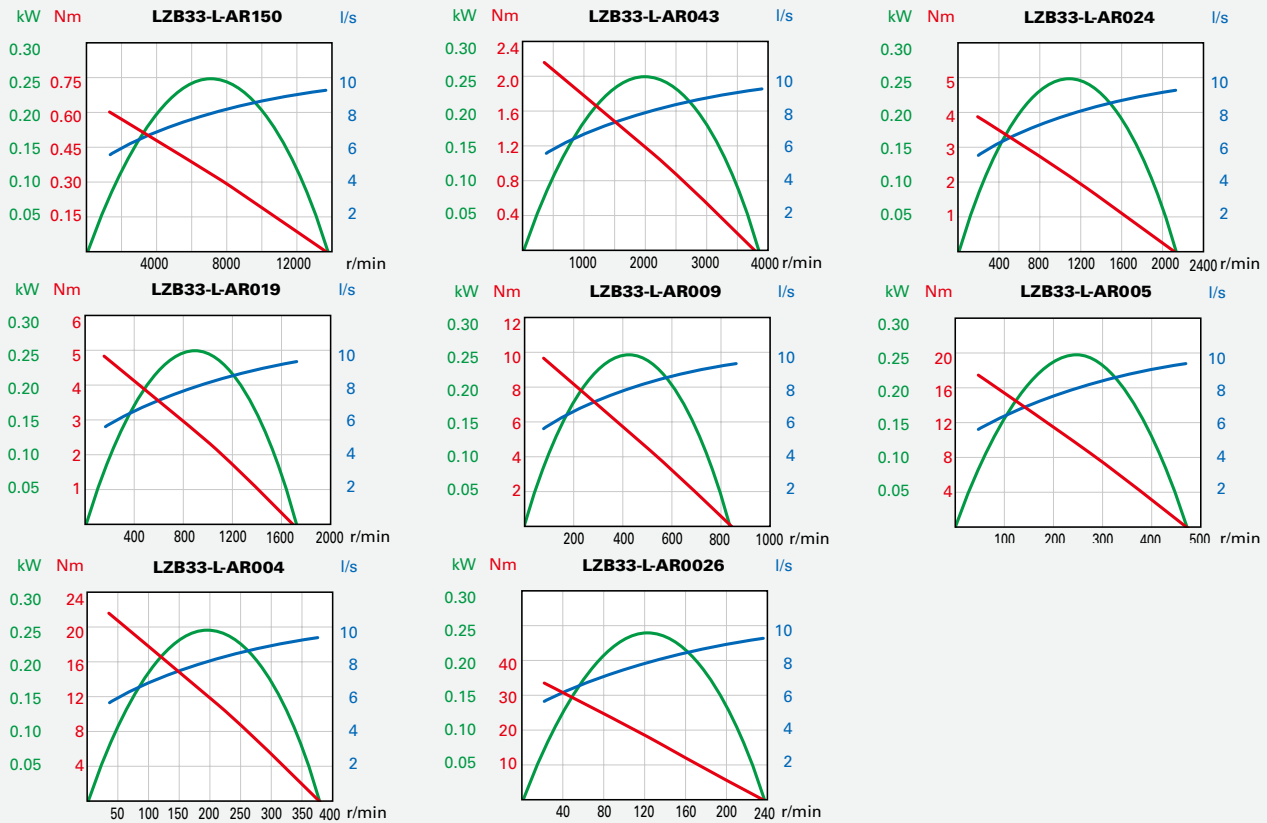 kW Nm LZB33-L-AR150 l/s
0.30
0.25 0.75 10
0.20 0.60 8
0.15 0.45 6
0.10 0.30 4
0.05 0.15 2
4000 8000 12000 r/min
kW Nm LZB33-L-AR043 l/s
0.30 2.4
0.25 2.0 10
0.20 1.6 8
0.15 1.2 6
0.10 0.8 4
0.05 0.4 2
1000 2000 3000 4000 r/min
kW Nm LZB33-L-AR024 l/s
0.30
0.25 5 10
0.20 4 8
0.15 3 6
0.10 2 4
0.05 1 2
400 800 1200 1600 2000 2400 r/min
kW Nm LZB33-L-AR019 l/s
0.30 6
0.25 5 10
0.20 4 8
0.15 3 6
0.10 2 4
0.05 1 2
400 800 1200 1600 2000 r/min
kW Nm LZB33-L-AR009 l/s
0.30 12
0.25 10 10
0.20 8 8
0.15 6 6
0.10 4 4
0.05 2 2
200 400 600 800 1000 r/min
kW Nm LZB33-L-AR005 l/s
0.30
0.25 20 10
0.20 16 8
0.15 12 6
0.10 8 4
0.05 4 2
100 200 300 400 500 r/min
kW Nm LZB33-L-AR004 l/s
0.30 24
0.25 20 10
0.20 16 8
0.15 12 6
0.10 8 4
0.05 4 2
50 100 150 200 250 300 350 400 r/min
kW Nm LZB33-L-AR0026 l/s
0.30
0.25 10
0.20 40 8
0.15 30 6
0.10 20 4
0.05 10 2
40 80 120 160 200 240 r/min